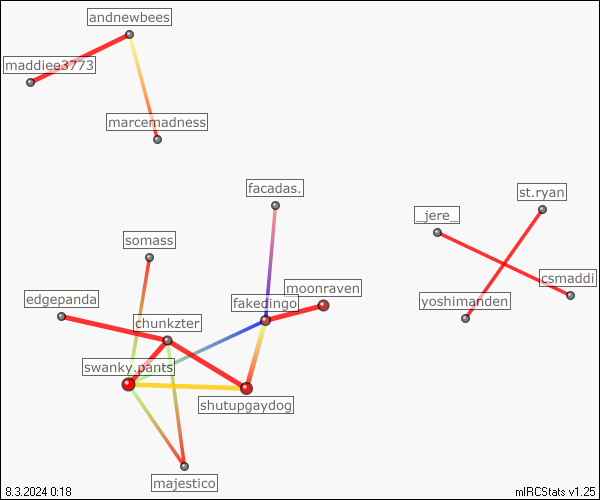 andnewbees
maddiee3773
marcemadness
facadas.
st.ryan
_jere_
somass
csmaddi
moonraven
edgepanda
fakedingo
yoshimanden
chunkzter
swanky.pants
shutupgaydog
majestico
8.3.2024 0:18
mIRCStats v1.25